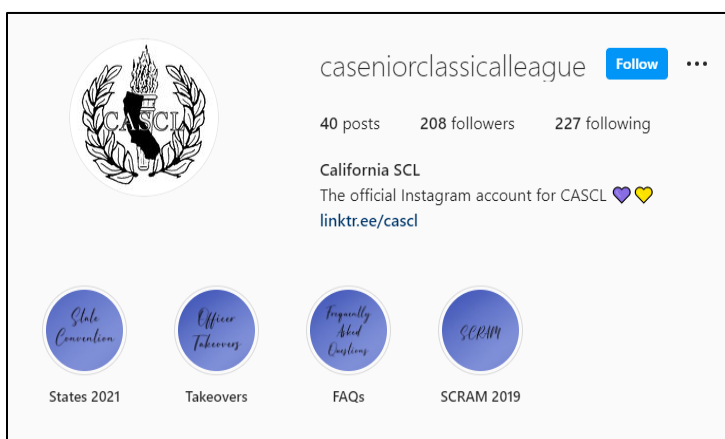 CASCL
caseniorclassicalleague Follow
40 posts 208 followers 227 following
California SCL
The official Instagram account for CASCL 💜💛
linktr.ee/cascl
State
Convention
Officer
Takeovers
Frequently
Asked
Questions
SCRAM
States 2021 Takeovers FAQs SCRAM 2019